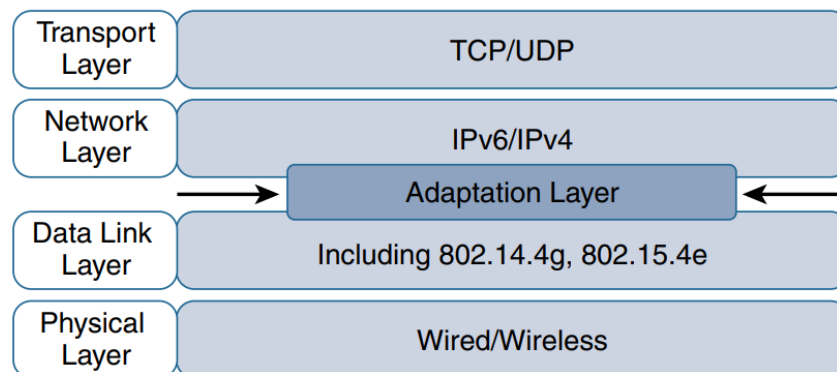 Transport
Layer
TCP/UDP
Network
Layer
IPv6/IPv4
Adaptation Layer
Data Link
Layer
Including 802.14.4g, 802.15.4e
Physical
Layer
Wired/Wireless